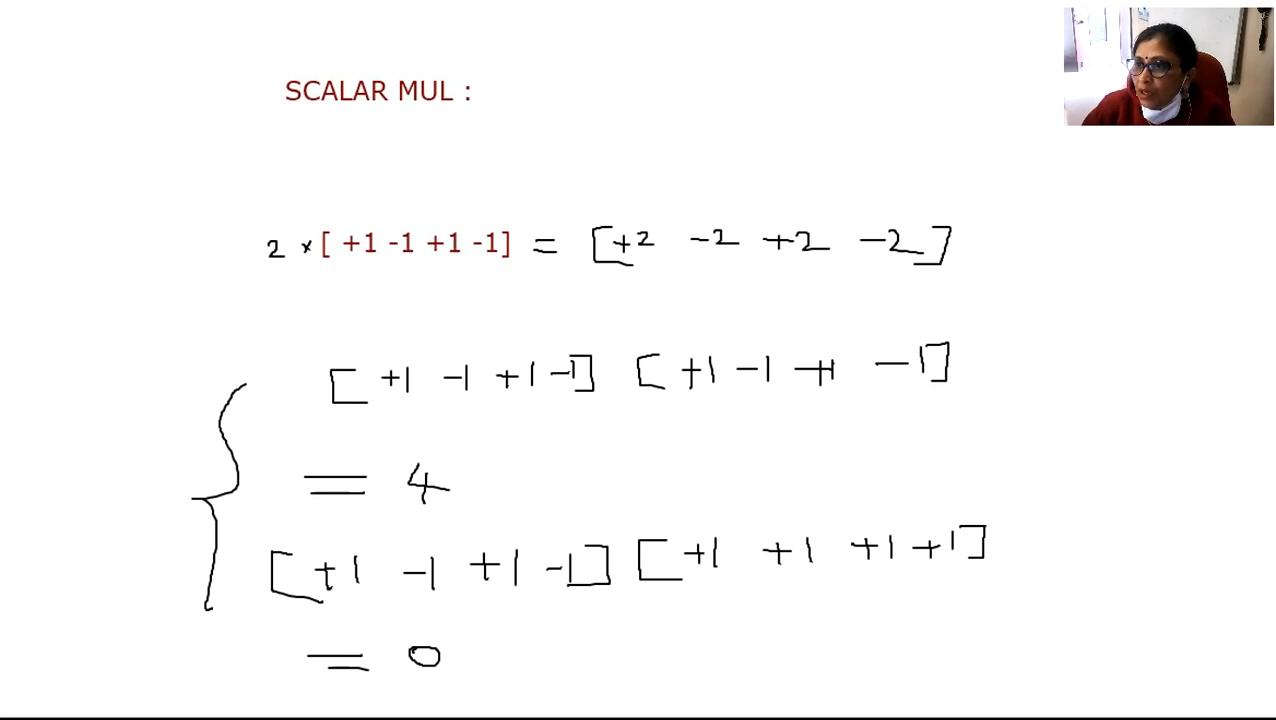 SCALAR MUL :
2 × [ +1 -1 +1 -1] = [+2 -2 +2 -2]
[ +1 -1 +1 -1] [ +1 -1 +1 -1]
= 4
[+1 -1 +1 -1] [+1 +1 +1 +1]
= 0